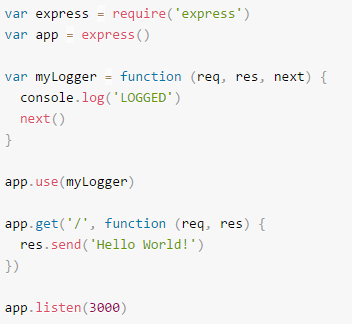 var express = require('express')
var app = express()

var myLogger = function (req, res, next) {
  console.log('LOGGED')
  next()
}

app.use(myLogger)

app.get('/', function (req, res) {
  res.send('Hello World!')
})

app.listen(3000)